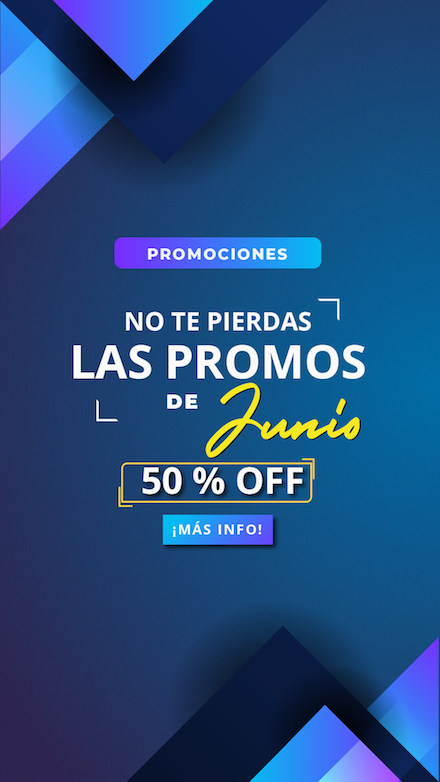 PROMOCIONES
NO TE PIERDAS
LAS PROMOS
DE Junio
50 % OFF
¡MÁS INFO!